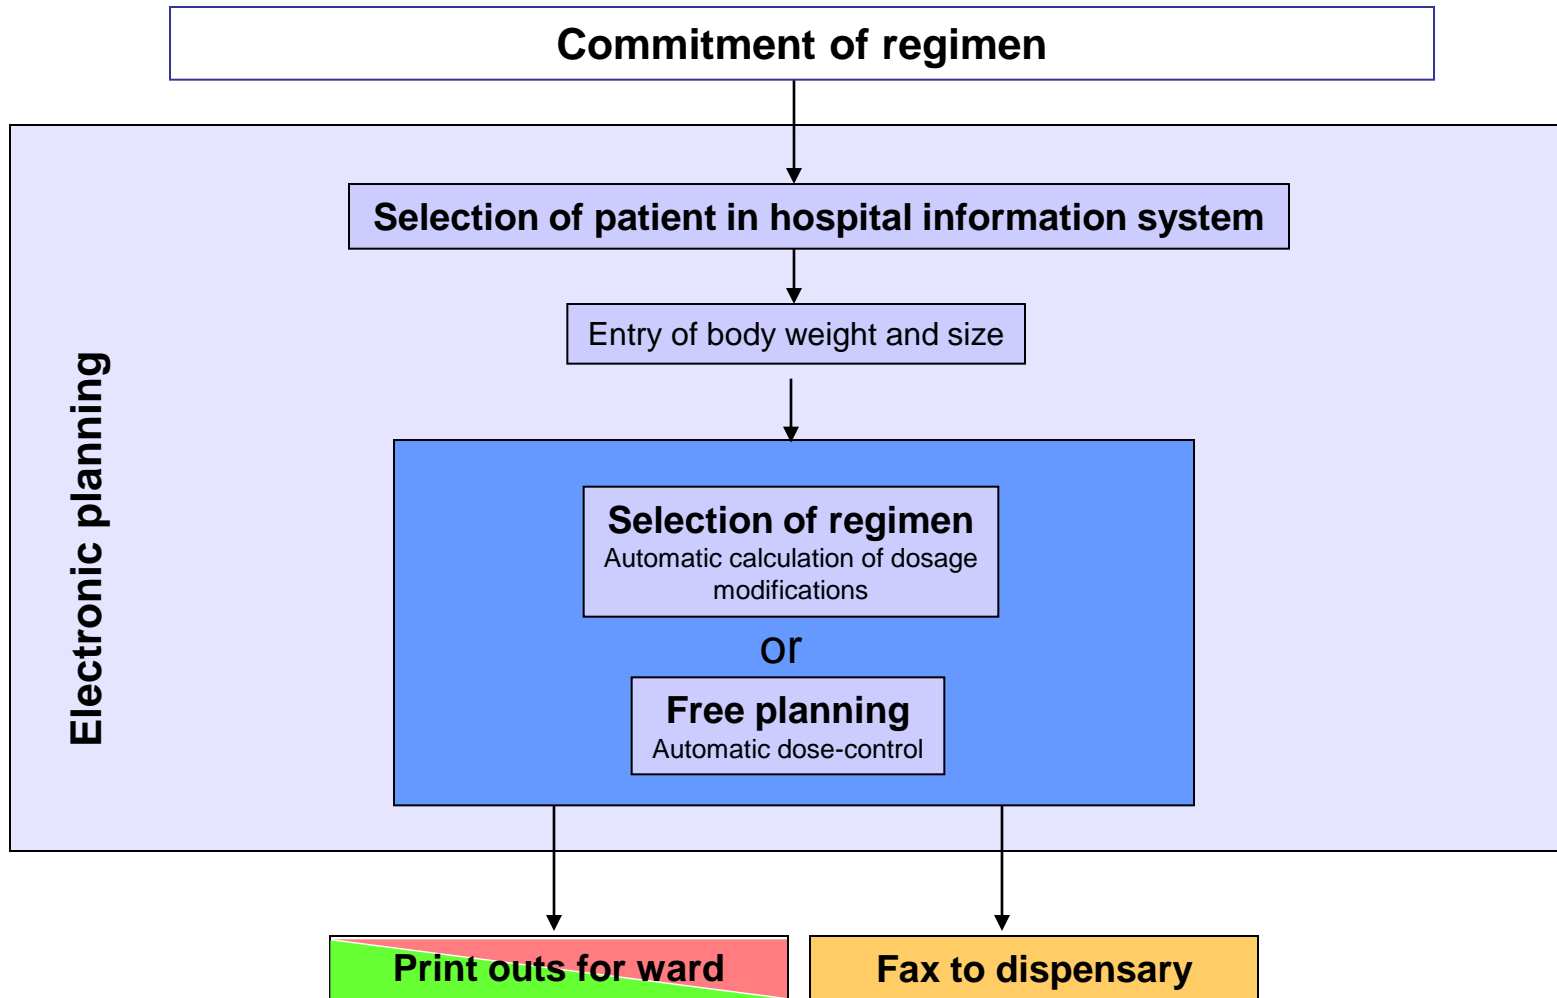 Commitment of regimen
Selection of patient in hospital information system
Entry of body weight and size
Electronic planning
Selection of regimen
Automatic calculation of dosage
modifications
or
Free planning
Automatic dose-control
Print outs for ward
Fax to dispensary